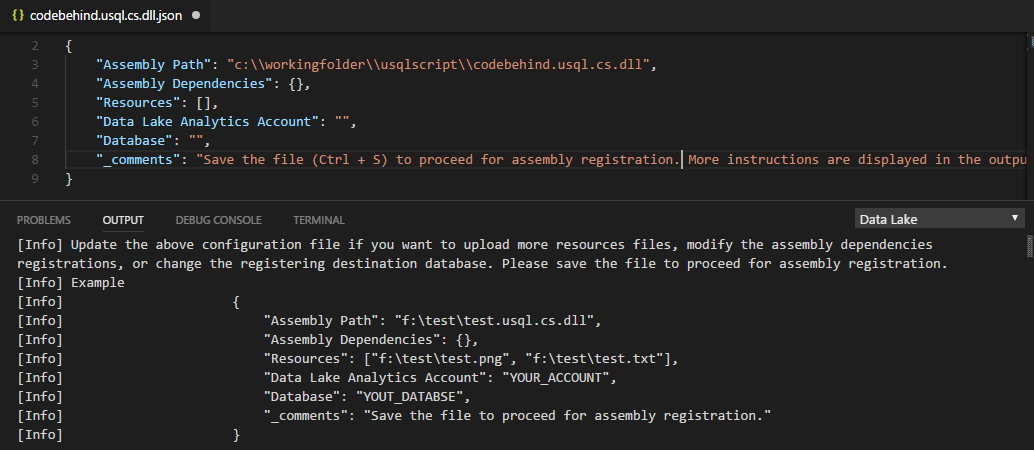 {} codebehind.usql.cs.dll.json ●
2 {
3 "Assembly Path": "c:\\workingfolder\\usqlscript\\codebehind.usql.cs.dll",
4 "Assembly Dependencies": {},
5 "Resources": [],
6 "Data Lake Analytics Account": "",
7 "Database": "",
8 "_comments": "Save the file (Ctrl + S) to proceed for assembly registration. More instructions are displayed in the outpu
9 }
PROBLEMS OUTPUT DEBUG CONSOLE TERMINAL Data Lake
[Info] Update the above configuration file if you want to upload more resources files, modify the assembly dependencies
registrations, or change the registering destination database. Please save the file to proceed for assembly registration.
[Info] Example
[Info] {
[Info] "Assembly Path": "f:\test\test.usql.cs.dll",
[Info] "Assembly Dependencies": {},
[Info] "Resources": ["f:\test\test.png", "f:\test\test.txt"],
[Info] "Data Lake Analytics Account": "YOUR_ACCOUNT",
[Info] "Database": "YOUT_DATABSE",
[Info] "_comments": "Save the file to proceed for assembly registration."
[Info] }